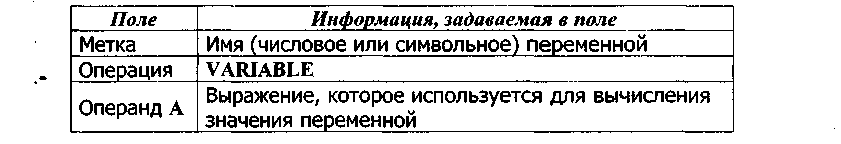 Поле Информация, задаваемая в поле
Метка Имя (числовое или символьное) переменной
Операция VARIABLE
Операнд А Выражение, которое используется для вычисления
значения переменной